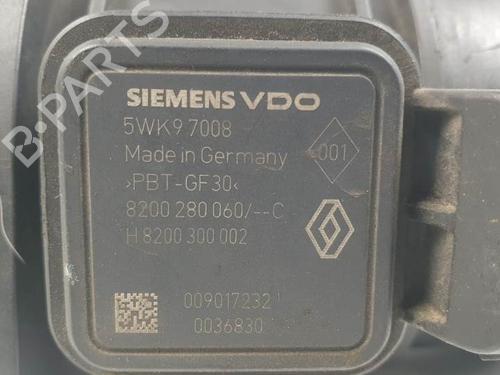 B-PARTS
SIEMENS VDO
5WK9 7008
Made in Germany
001
>PBT-GF30<
8200 280 060/--C
H 8200 300 002
009017232
0036830